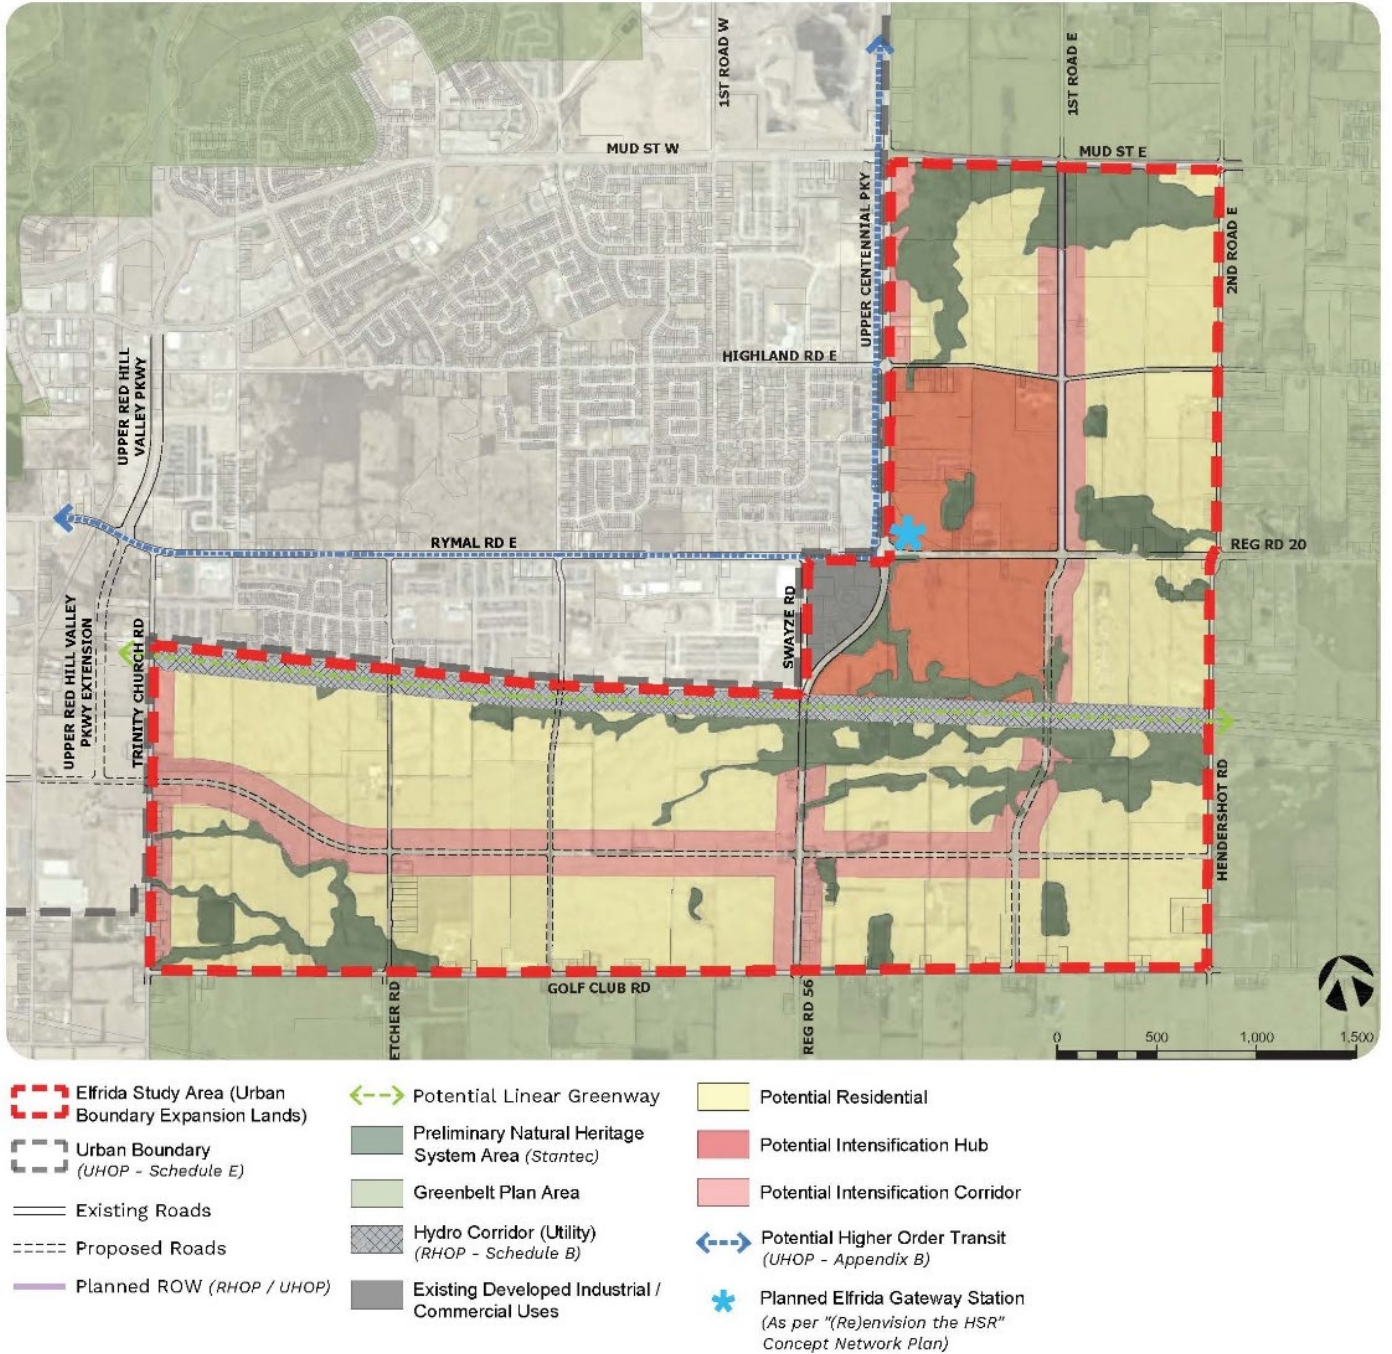 1ST ROAD W
1ST ROAD E
MUD ST W
MUD ST E
UPPER CENTENNIAL PKY
2ND ROAD E
HIGHLAND RD E
UPPER RED HILL
VALLEY PKWY
RYMAL RD E
REG RD 20
SWAYZE RD
UPPER RED HILL VALLEY
PKWY EXTENSION
TRINITY CHURCH RD
HENDERSHOT RD
GOLF CLUB RD
ETCHER RD
REG RD 56
0 500 1,000 1,500
Elfrida Study Area (Urban
Boundary Expansion Lands)
Urban Boundary
(UHOP - Schedule E)
Existing Roads
Proposed Roads
Planned ROW (RHOP / UHOP)
Potential Linear Greenway
Preliminary Natural Heritage
System Area (Stantec)
Greenbelt Plan Area
Hydro Corridor (Utility)
(RHOP - Schedule B)
Existing Developed Industrial /
Commercial Uses
Potential Residential
Potential Intensification Hub
Potential Intensification Corridor
Potential Higher Order Transit
(UHOP - Appendix B)
Planned Elfrida Gateway Station
(As per "(Re)envision the HSR"
Concept Network Plan)